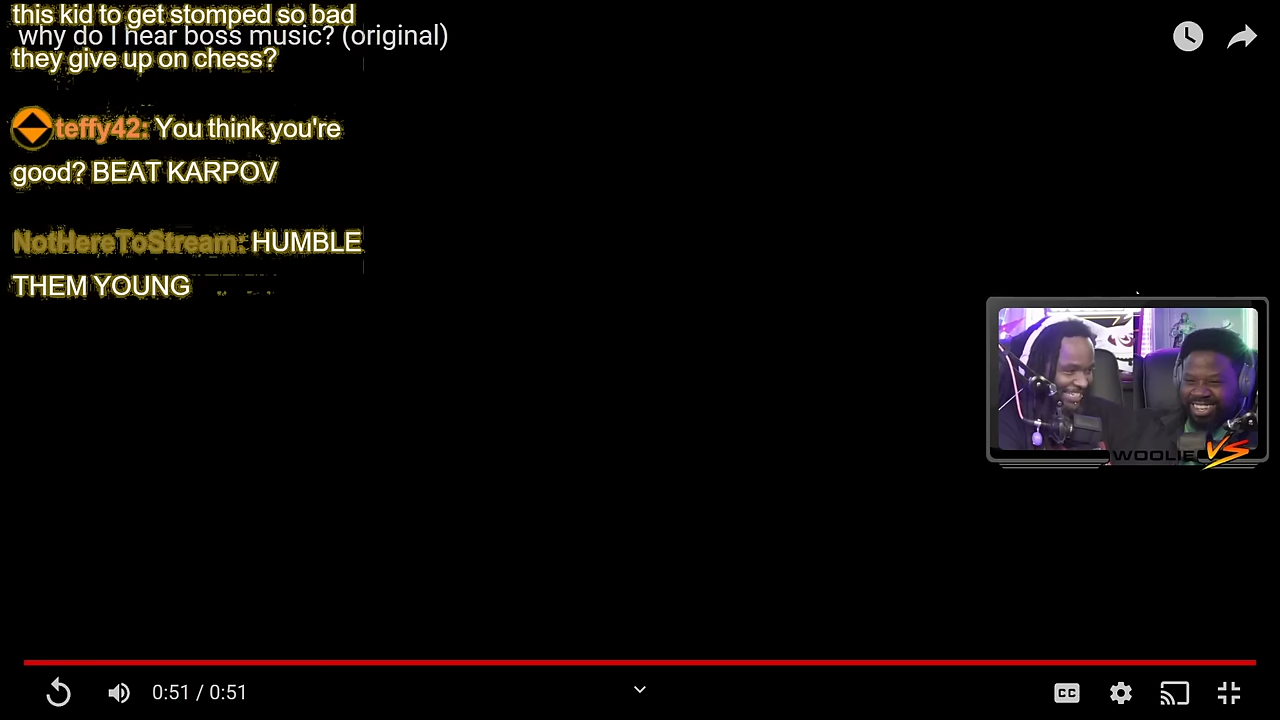 this kid to get stomped so bad
why do I hear boss music? (original)
they give up on chess?
teffy42: You think you're
good? BEAT KARPOV
NotHereToStream: HUMBLE
THEM YOUNG
WOOLIE VS
0:51 / 0:51
CC